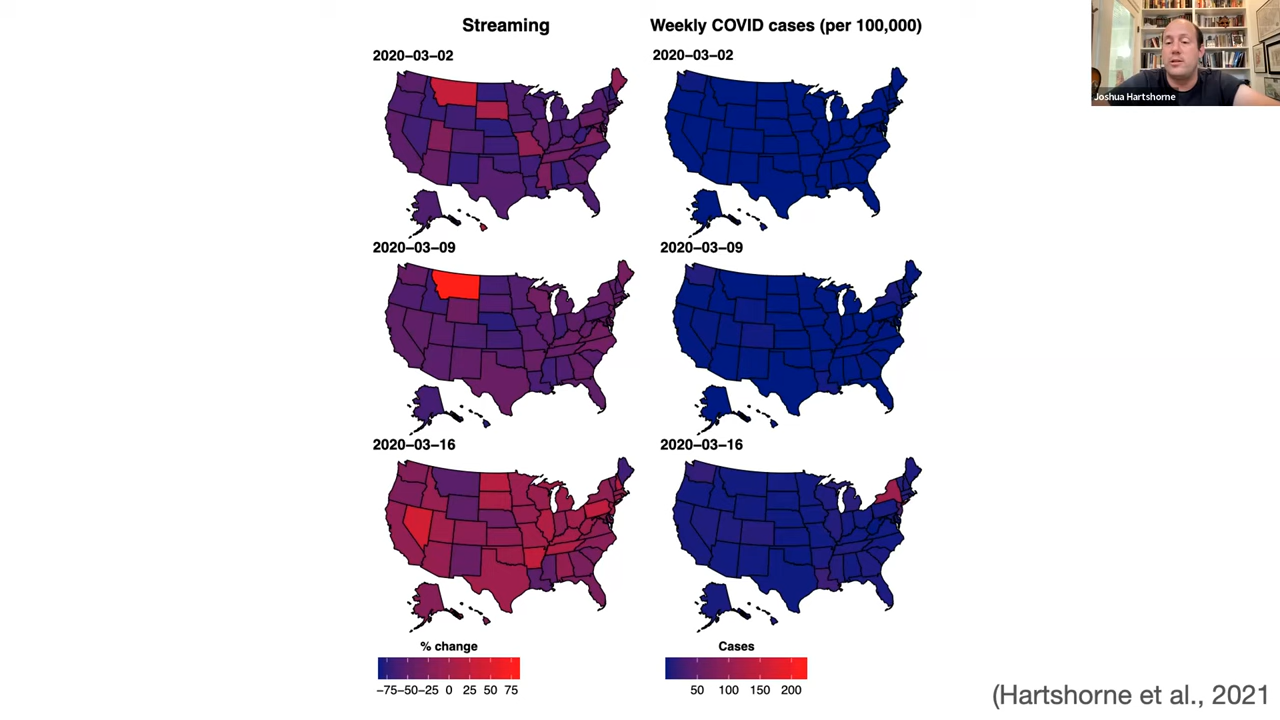 Streaming
Weekly COVID cases (per 100,000)
2020–03–02
2020–03–02
Joshua Hartshorne
2020–03–09
2020–03–09
2020–03–16
2020–03–16
% change
Cases
−75−50−25 0 25 50 75
50 100 150 200
(Hartshorne et al., 2021